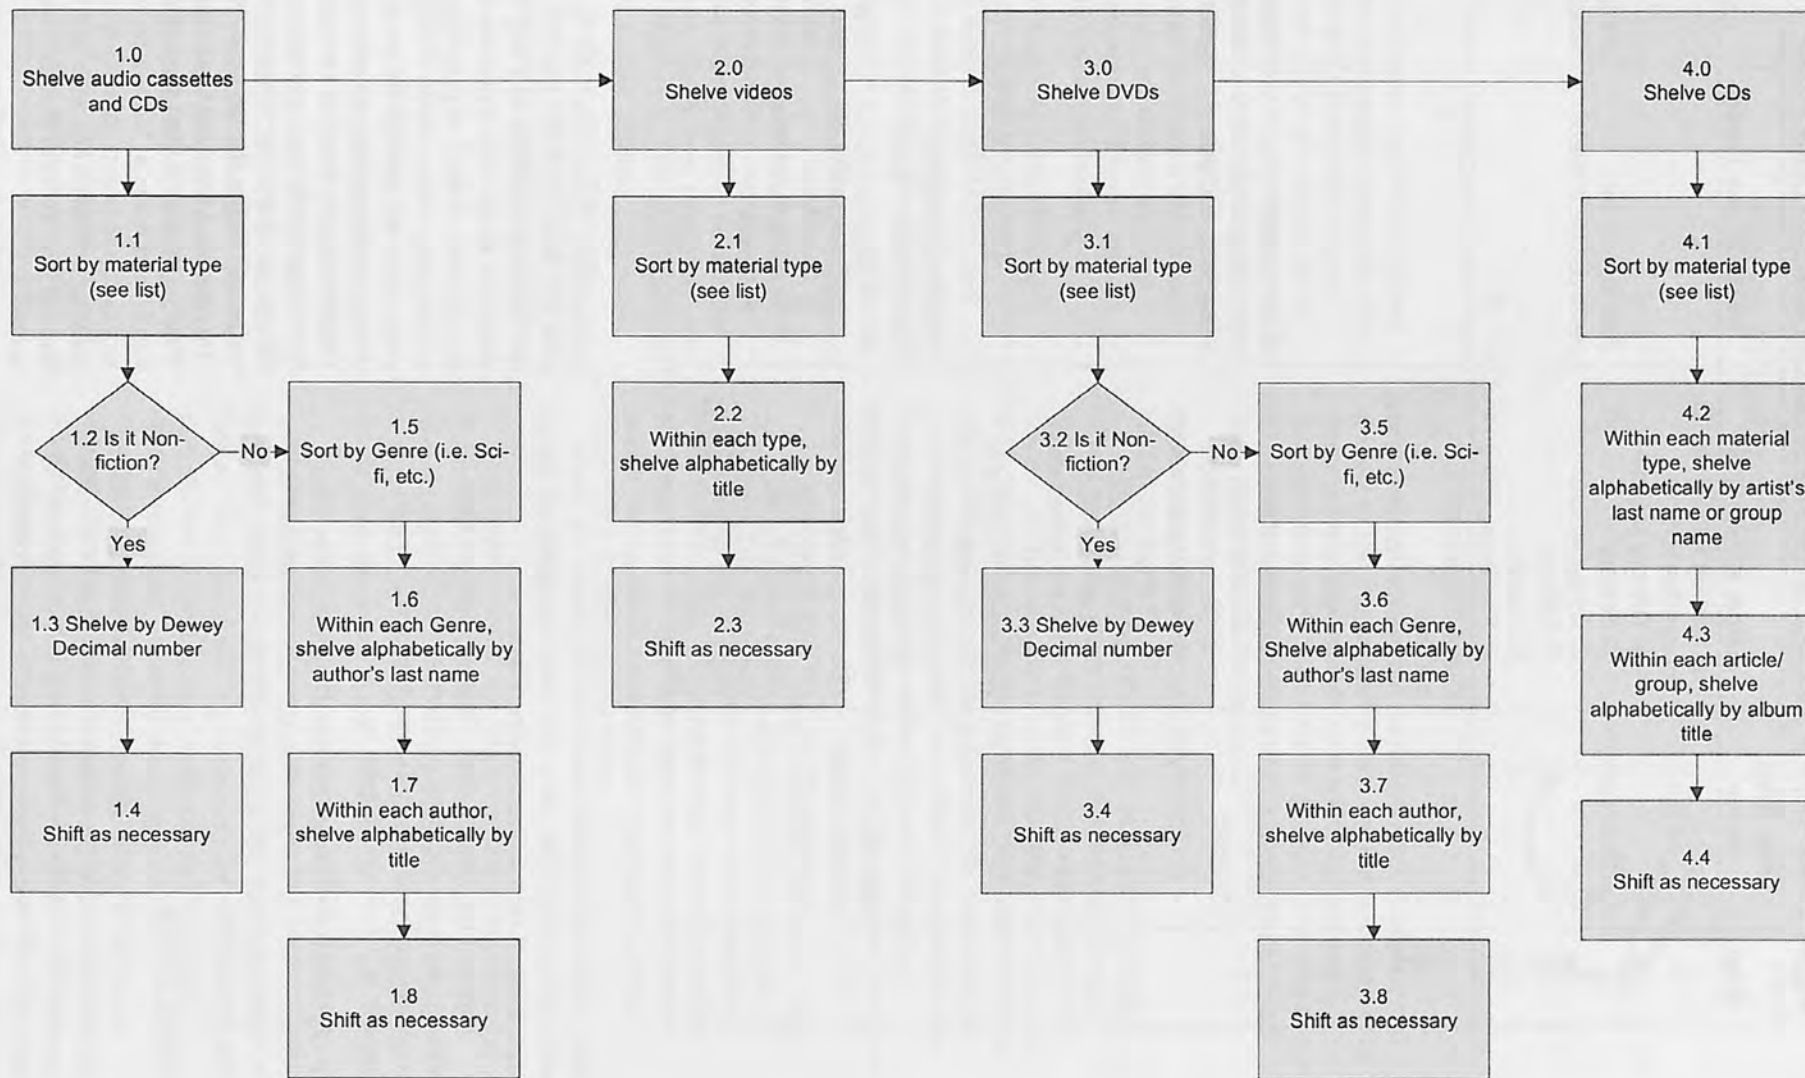 1.0
Shelve audio cassettes
and CDs
2.0
Shelve videos
3.0
Shelve DVDs
4.0
Shelve CDs
1.1
Sort by material type
(see list)
2.1
Sort by material type
(see list)
3.1
Sort by material type
(see list)
4.1
Sort by material type
(see list)
1.2 Is it Non-
fiction?
No
1.5
Sort by Genre (i.e. Sci-
fi, etc.)
2.2
Within each type,
shelve alphabetically by
title
3.2 Is it Non-
fiction?
No
3.5
Sort by Genre (i.e. Sci-
fi, etc.)
4.2
Within each material
type, shelve
alphabetically by artist's
last name or group
name
Yes
Yes
1.3 Shelve by Dewey
Decimal number
1.6
Within each Genre,
shelve alphabetically by
author's last name
2.3
Shift as necessary
3.3 Shelve by Dewey
Decimal number
3.6
Within each Genre,
Shelve alphabetically by
author's last name
4.3
Within each article/
group, shelve
alphabetically by album
title
1.4
Shift as necessary
1.7
Within each author,
shelve alphabetically by
title
3.4
Shift as necessary
3.7
Within each author,
shelve alphabetically by
title
4.4
Shift as necessary
1.8
Shift as necessary
3.8
Shift as necessary